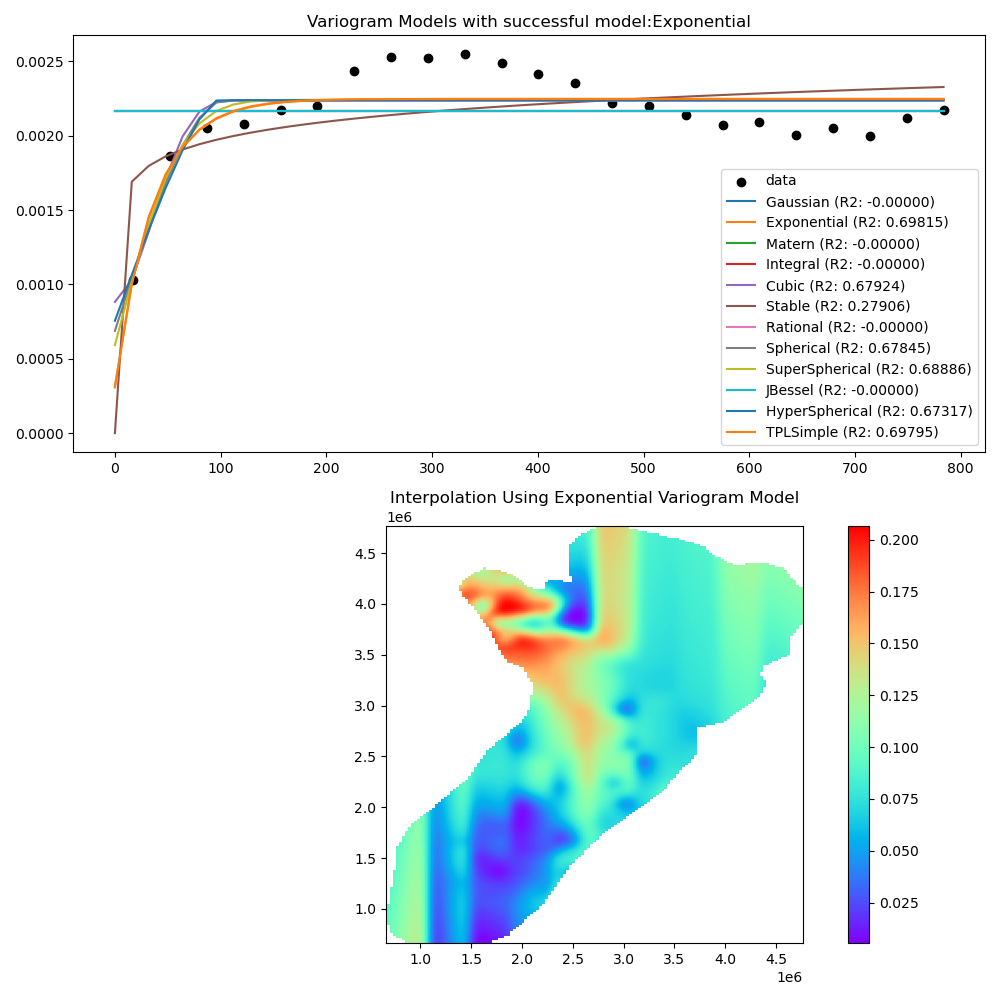 Variogram Models with successful model:Exponential
0.0025
0.0020
0.0015
0.0010
0.0005
0.0000
0 100 200 300 400 500 600 700 800
data
Gaussian (R2: -0.00000)
Exponential (R2: 0.69815)
Matern (R2: -0.00000)
Integral (R2: -0.00000)
Cubic (R2: 0.67924)
Stable (R2: 0.27906)
Rational (R2: -0.00000)
Spherical (R2: 0.67845)
SuperSpherical (R2: 0.68886)
JBessel (R2: -0.00000)
HyperSpherical (R2: 0.67317)
TPLSimple (R2: 0.69795)
Interpolation Using Exponential Variogram Model
1e6
4.5
4.0
3.5
3.0
2.5
2.0
1.5
1.0
1.0 1.5 2.0 2.5 3.0 3.5 4.0 4.5
1e6
0.200
0.175
0.150
0.125
0.100
0.075
0.050
0.025